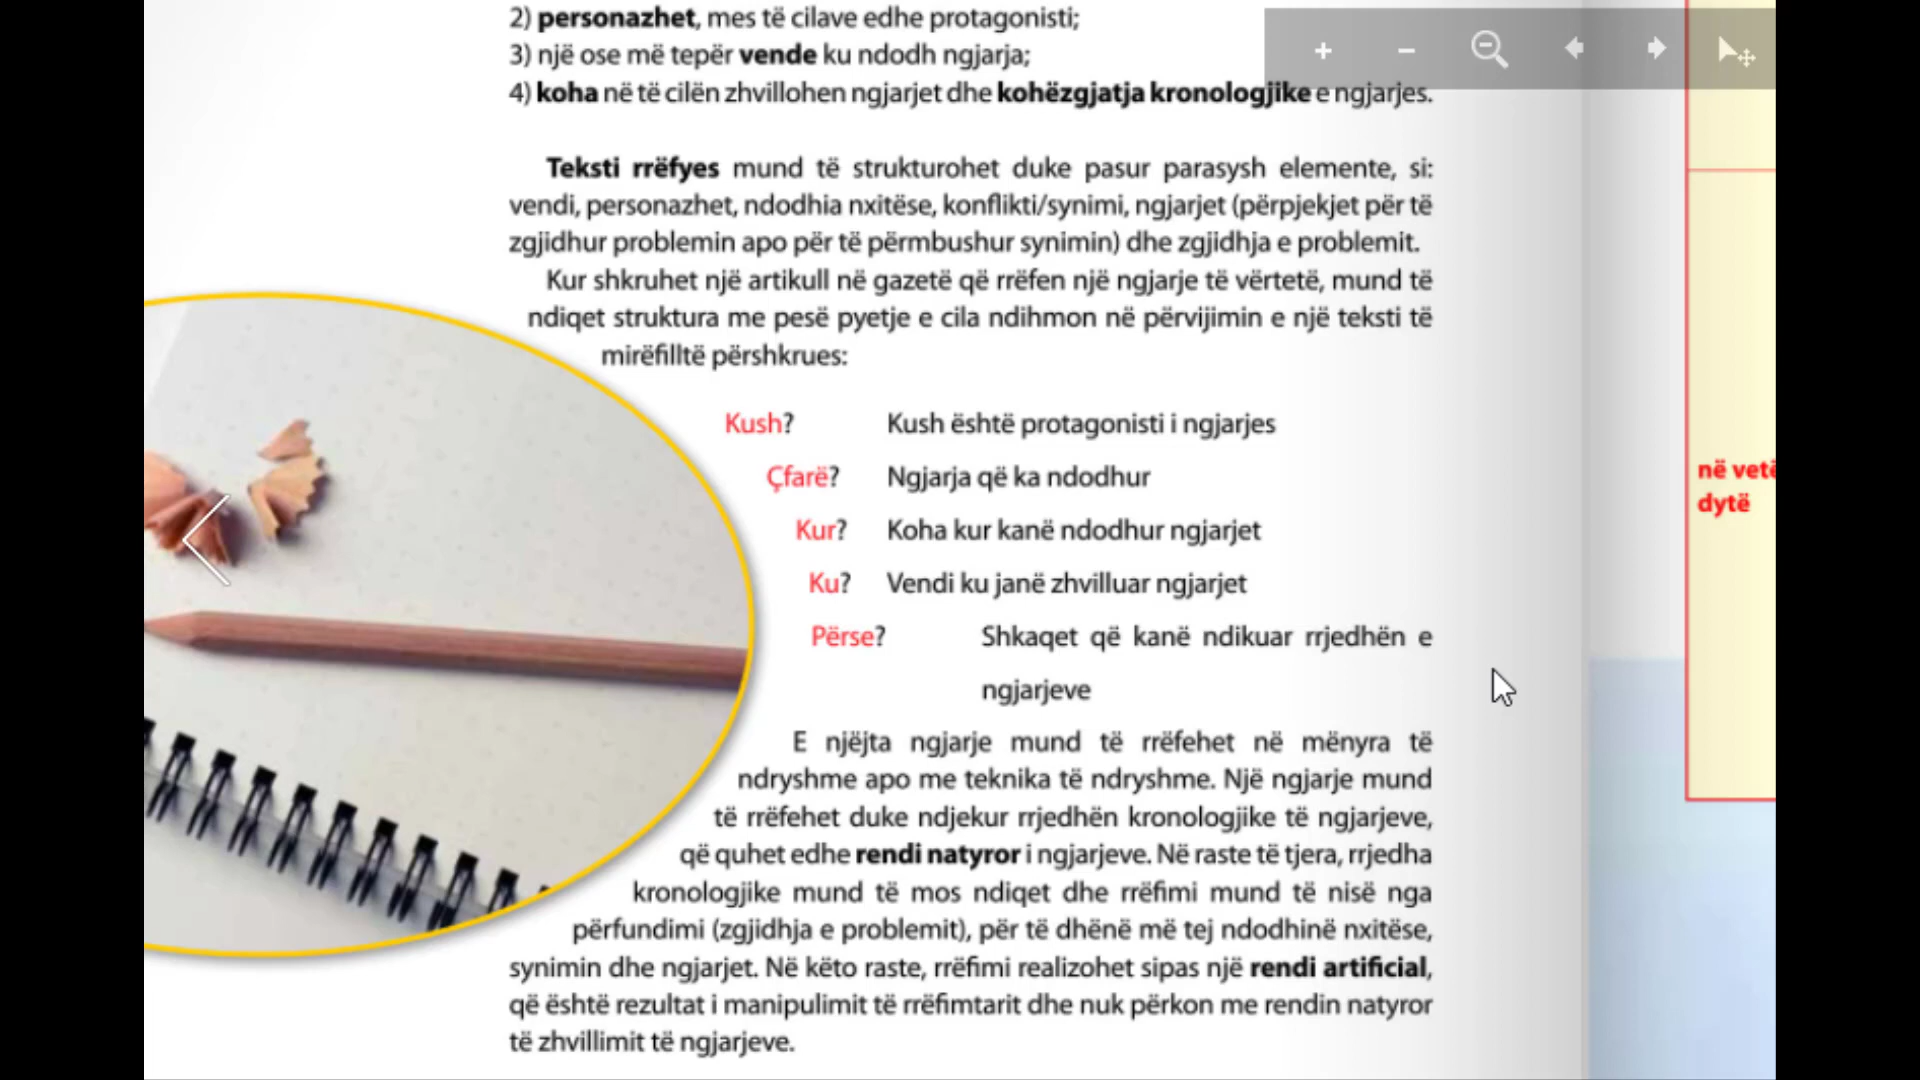 2) personazhet, mes të cilave edhe protagonisti;
3) një ose më tepër vende ku ndodh ngjarja;
4) koha në të cilën zhvillohen ngjarjet dhe kohëzgjatja kronologjike e ngjarjes.
Teksti rrëfyes mund të strukturohet duke pasur parasysh elemente, si:
vendi, personazhet, ndodhia nxitëse, konflikti/synimi, ngjarjet (përpjekjet për të
zgjidhur problemin apo për të përmbushur synimin) dhe zgjidhja e problemit.
Kur shkruhet një artikull në gazetë që rrëfen një ngjarje të vërtetë, mund të
ndiqet struktura me pesë pyetje e cila ndihmon në përvijimin e një teksti të
mirëfilltë përshkrues:
Kush? Kush është protagonisti i ngjarjes
Çfarë? Ngjarja që ka ndodhur
Kur? Koha kur kanë ndodhur ngjarjet
Ku? Vendi ku janë zhvilluar ngjarjet
Përse? Shkaqet që kanë ndikuar rrjedhën e
ngjarjeve
E njëjta ngjarje mund të rrëfehet në mënyra të
ndryshme apo me teknika të ndryshme. Një ngjarje mund
të rrëfehet duke ndjekur rrjedhën kronologjike të ngjarjeve,
që quhet edhe rendi natyror i ngjarjeve. Në raste të tjera, rrjedha
kronologjike mund të mos ndiqet dhe rrëfimi mund të nisë nga
përfundimi (zgjidhja e problemit), për të dhënë më tej ndodhinë nxitëse,
synimin dhe ngjarjet. Në këto raste, rrëfimi realizohet sipas një rendi artificial,
që është rezultat i manipulimit të rrëfimtarit dhe nuk përkon me rendin natyror
të zhvillimit të ngjarjeve.
në vetë
dytë